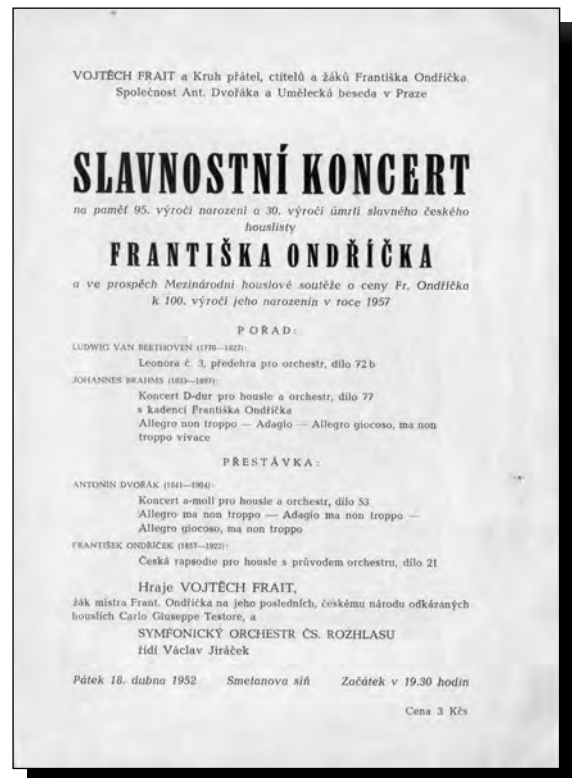 VOJTĚCH FRAIT a Kruh přátel, ctitelů a žáků Františka Ondříčka
Společnost Ant. Dvořáka a Umělecká beseda v Praze
SLAVNOSTNÍ KONCERT
na paměť 95. výročí narození a 30. výročí úmrtí slavného českého
houslisty
FRANTIŠKA ONDŘÍČKA
a ve prospěch Mezinárodní houslové soutěže o ceny Fr. Ondříčka
k 100. výročí jeho narozenin v roce 1957
POŘAD:
LUDWIG VAN BEETHOVEN (1770—1827):
Leonora č. 3, předehra pro orchestr, dílo 72 b
JOHANNES BRAHMS (1833—1897):
Koncert D-dur pro housle a orchestr, dílo 77
s kadencí Františka Ondříčka
Allegro non troppo — Adagio — Allegro giocoso, ma non
troppo vivace
PŘESTÁVKA:
ANTONÍN DVOŘÁK (1841—1904):
Koncert a-moll pro housle a orchestr, dílo 53
Allegro ma non troppo — Adagio ma non troppo —
Allegro giocoso, ma non troppo
FRANTIŠEK ONDŘÍČEK (1857—1922):
Česká rapsodie pro housle s průvodem orchestru, dílo 21
Hraje VOJTĚCH FRAIT,
žák mistra Frant. Ondříčka na jeho posledních, českému národu odkázaných
houslích Carlo Giuseppe Testore, a
SYMFONICKÝ ORCHESTR ČS. ROZHLASU
řídí Václav Jiráček
Pátek 18. dubna 1952 Smetanova síň Začátek v 19.30 hodin
Cena 3 Kčs